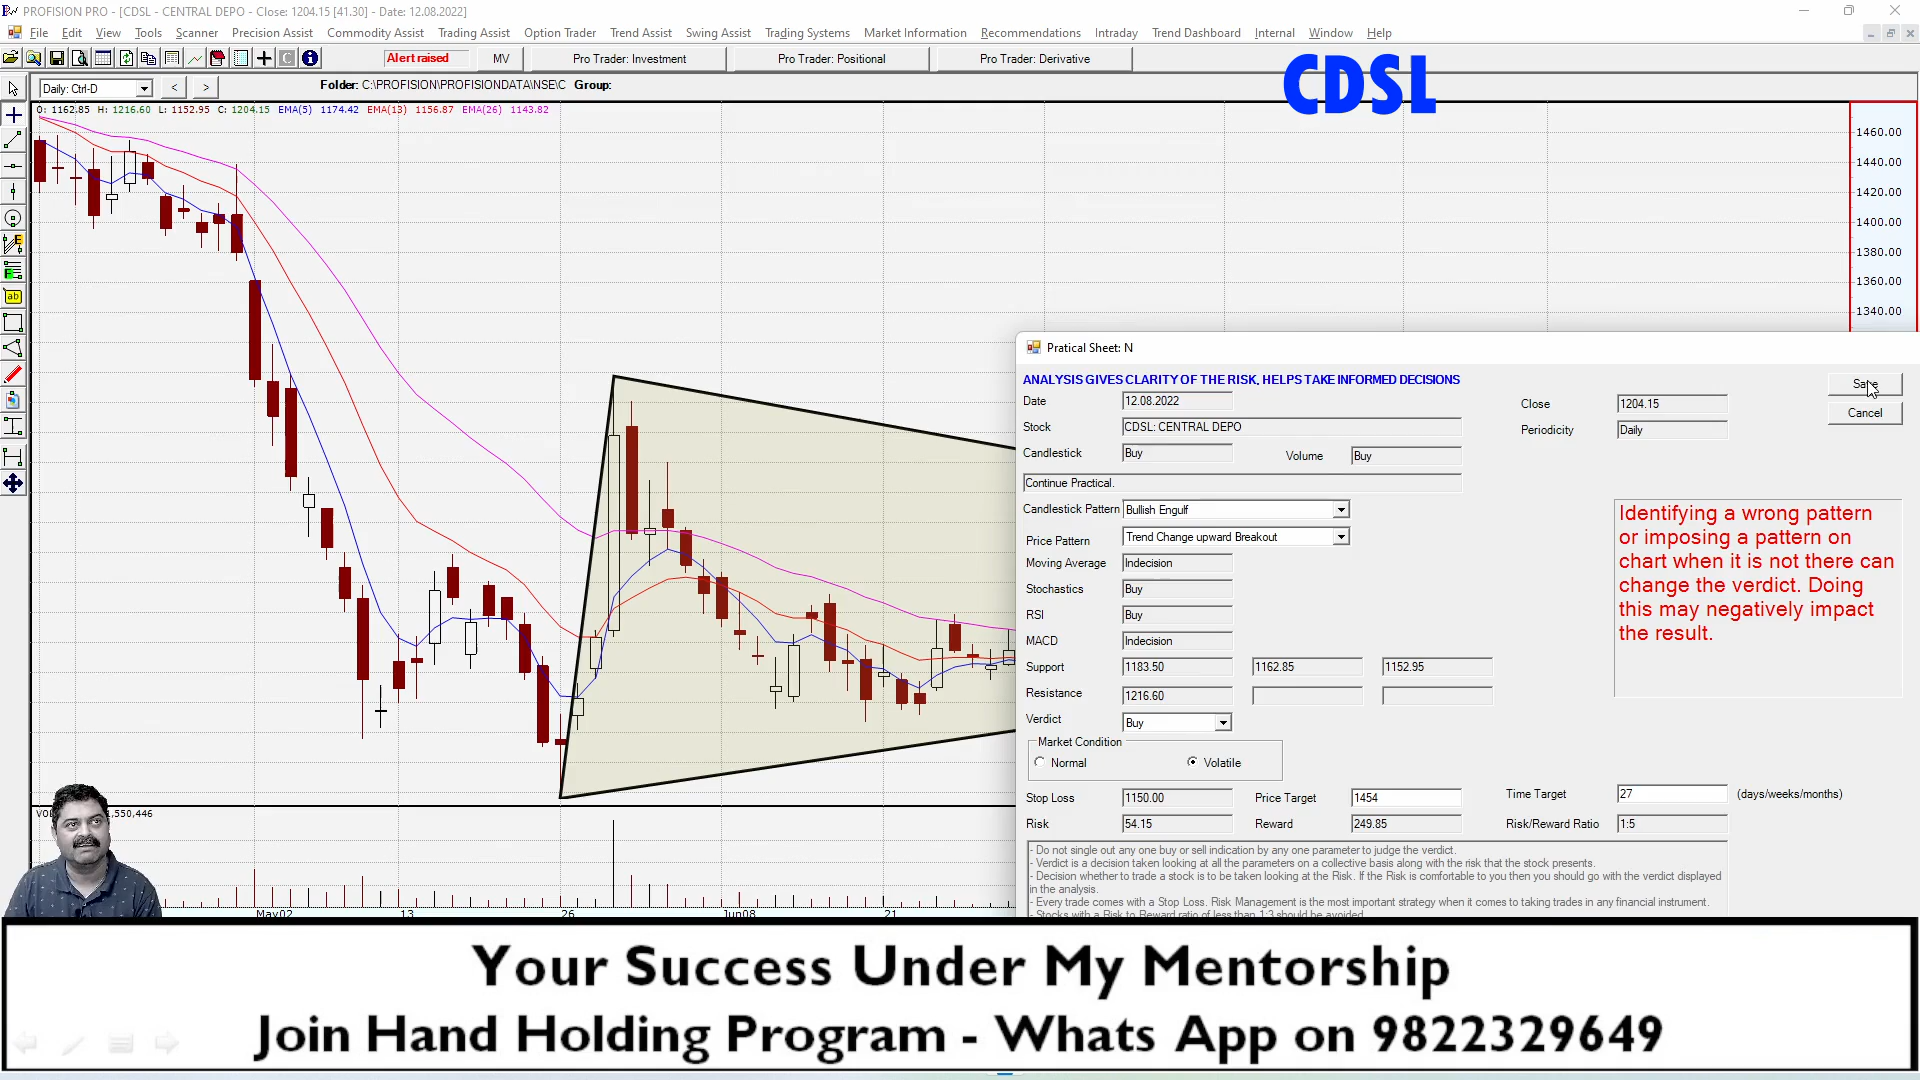 PROFISION PRO - [CDSL - CENTRAL DEPO - Close: 1204.15 [41.30] - Date: 12.08.2022]
File Edit View Tools Scanner Precision Assist Commodity Assist Trading Assist Option Trader Trend Assist Swing Assist Trading Systems Market Information Recommendations Intraday Trend Dashboard Internal Window Help
Alert raised MV Pro Trader: Investment Pro Trader: Positional Pro Trader: Derivative
CDSL
Daily: Ctrl-D < > Folder: C:\PROFISION\PROFISIONDATA\NSE\C Group:
O: 1162.85 H: 1216.60 L: 1152.95 C: 1204.15 EMA(5) 1174.42 EMA(13) 1156.87 EMA(26) 1143.82
1460.00
1440.00
1420.00
1400.00
1380.00
1360.00
1340.00
Pratical Sheet: N
ANALYSIS GIVES CLARITY OF THE RISK, HELPS TAKE INFORMED DECISIONS
Save
Cancel
Date 12.08.2022
Close 1204.15
Stock CDSL: CENTRAL DEPO
Periodicity Daily
Candlestick Buy Volume Buy
Continue Practical.
Candlestick Pattern Bullish Engulf
Price Pattern Trend Change upward Breakout
Moving Average Indecision
Stochastics Buy
RSI Buy
MACD Indecision
Support 1183.50 1162.85 1152.95
Resistance 1216.60
Verdict Buy
Market Condition
Normal Volatile
Identifying a wrong pattern
or imposing a pattern on
chart when it is not there can
change the verdict. Doing
this may negatively impact
the result.
Stop Loss 1150.00 Price Target 1454 Time Target 27 (days/weeks/months)
Risk 54.15 Reward 249.85 Risk/Reward Ratio 1:5
- Do not single out any one buy or sell indication by any one parameter to judge the verdict.
- Verdict is a decision taken looking at all the parameters on a collective basis along with the risk that the stock presents.
- Decision whether to trade a stock is to be taken looking at the Risk. If the Risk is comfortable to you then you should go with the verdict displayed
in the analysis.
- Every trade comes with a Stop Loss. Risk Management is the most important strategy when it comes to taking trades in any financial instrument.
- Stocks with a Risk to Reward ratio of less than 1:3 should be avoided
,550,446
May02 13 26 Jun08 21
Your Success Under My Mentorship
Join Hand Holding Program - Whats App on 9822329649